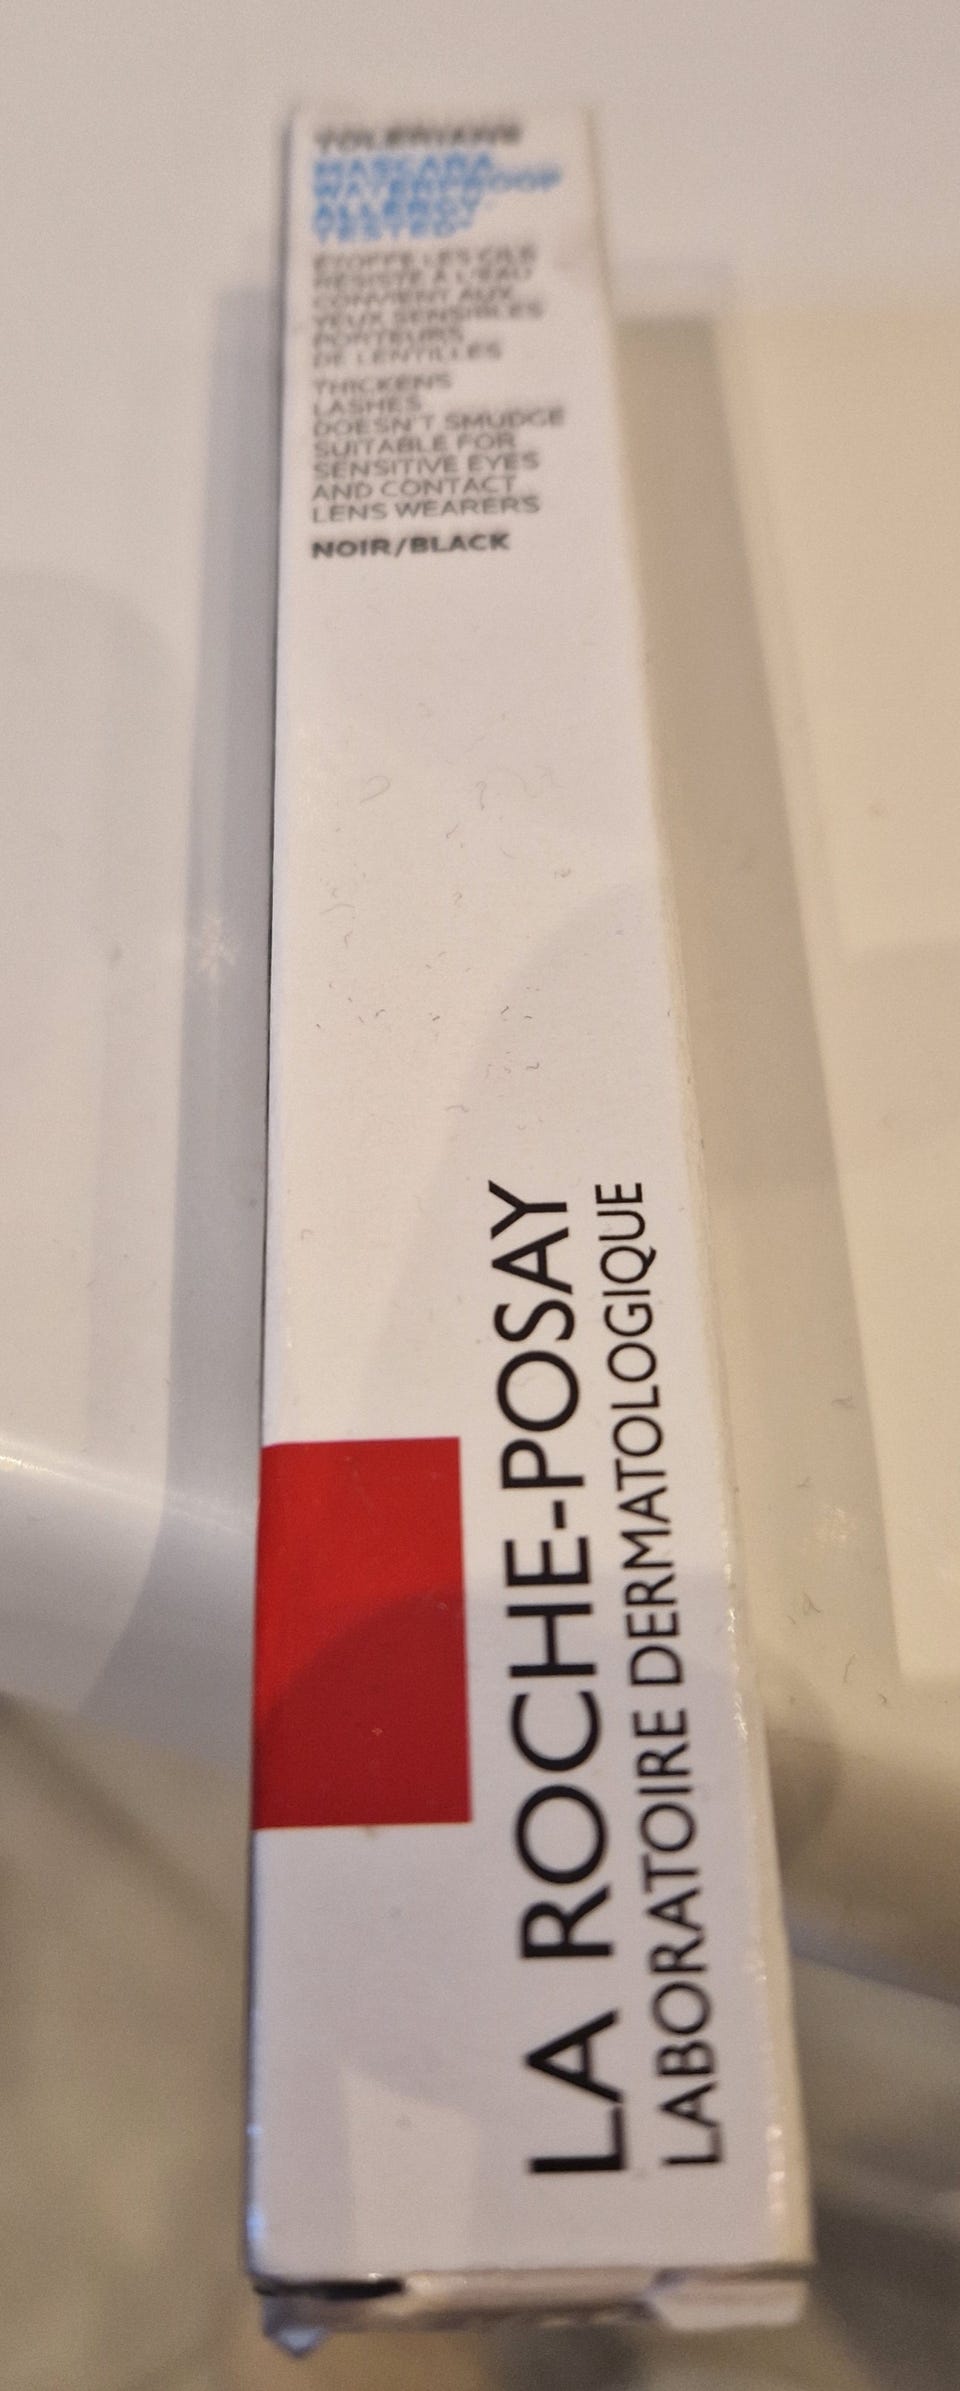 TOLERIANE
MASCARA
WATERPROOF
ALLERGY-
TESTED*
ÉTOFFE LES CILS
RÉSISTE À L'EAU
CONVIENT AUX
YEUX SENSIBLES
PORTEURS
DE LENTILLES
THICKENS
LASHES
DOESN'T SMUDGE
SUITABLE FOR
SENSITIVE EYES
AND CONTACT
LENS WEARERS
NOIR/BLACK
LA ROCHE-POSAY
LABORATOIRE DERMATOLOGIQUE